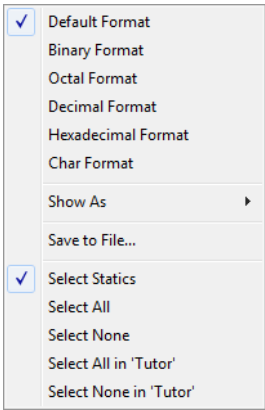 Default Format
Binary Format
Octal Format
Decimal Format
Hexadecimal Format
Char Format
Show As
Save to File...
Select Statics
Select All
Select None
Select All in 'Tutor'
Select None in 'Tutor'